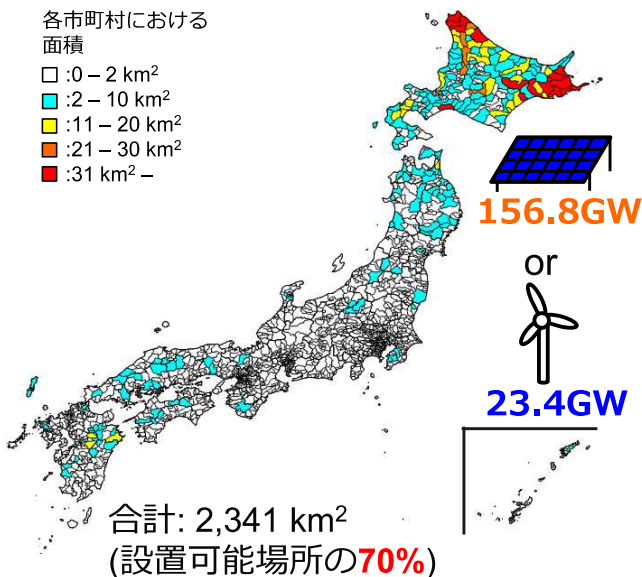 各市町村における
面積
:0 – 2 km²
:2 – 10 km²
:11 – 20 km²
:21 – 30 km²
:31 km² –
156.8GW
or
23.4GW
合計: 2,341 km²
(設置可能場所の70%)